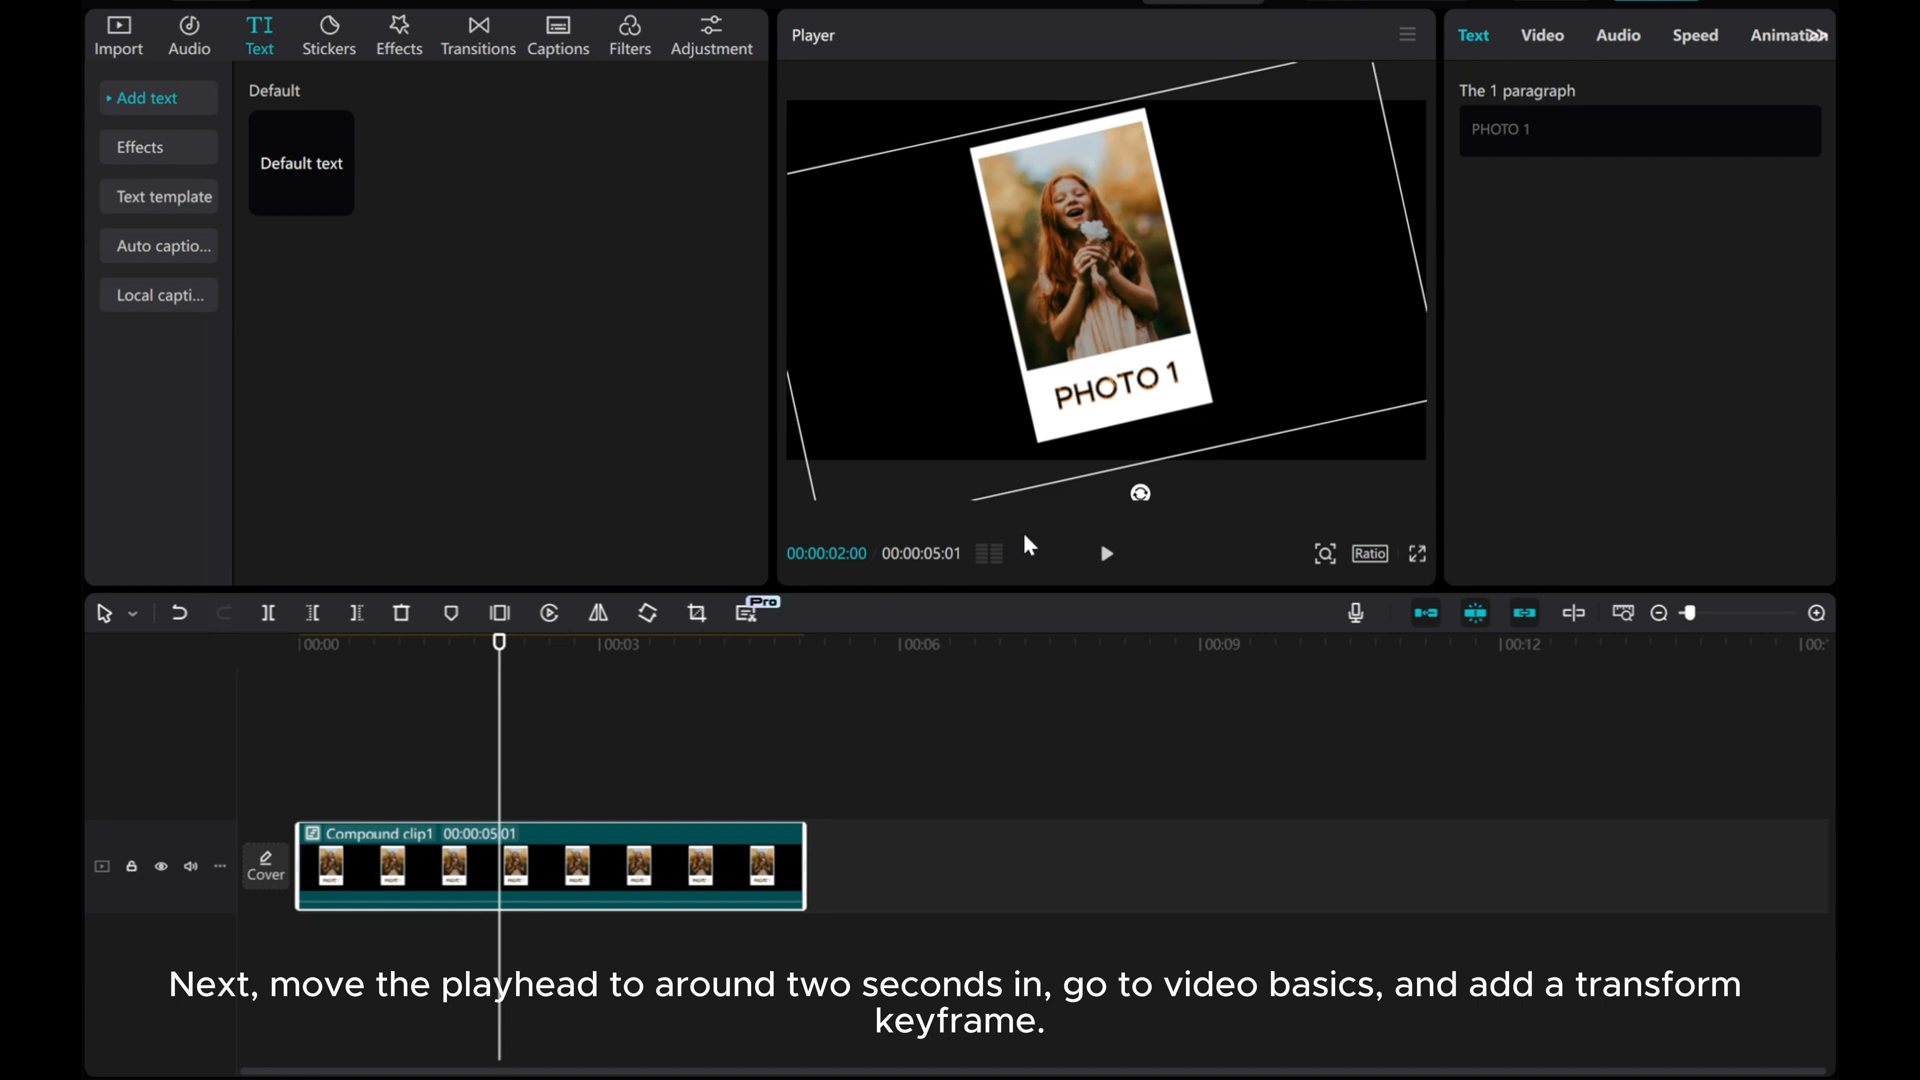 Import Audio Text Stickers Effects Transitions Captions Filters Adjustment
Add text
Effects
Text template
Auto captio...
Local capti...
Default
Default text
Player
PHOTO 1
00:00:02:00 00:00:05:01
Ratio
Text Video Audio Speed Animation
The 1 paragraph
PHOTO 1
Pro
00:00 00:03 00:06 00:09 00:12
Cover
Compound clip1 00:00:05:01
Next, move the playhead to around two seconds in, go to video basics, and add a transform
keyframe.